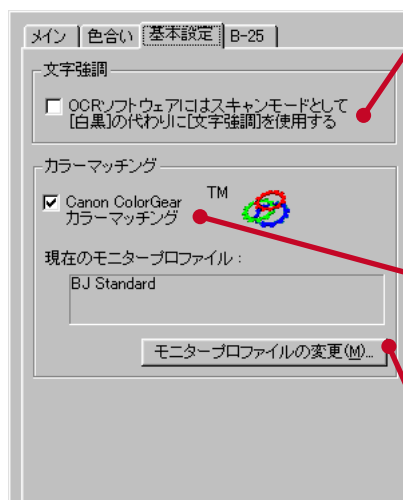 メイン 色合い 基本設定 B-25
文字強調
OCRソフトウェアにはスキャンモードとして
[白黒]の代わりに[文字強調]を使用する
カラーマッチング
Canon ColorGear TM
カラーマッチング
現在のモニタープロファイル：
BJ Standard
モニタープロファイルの変更(M)...